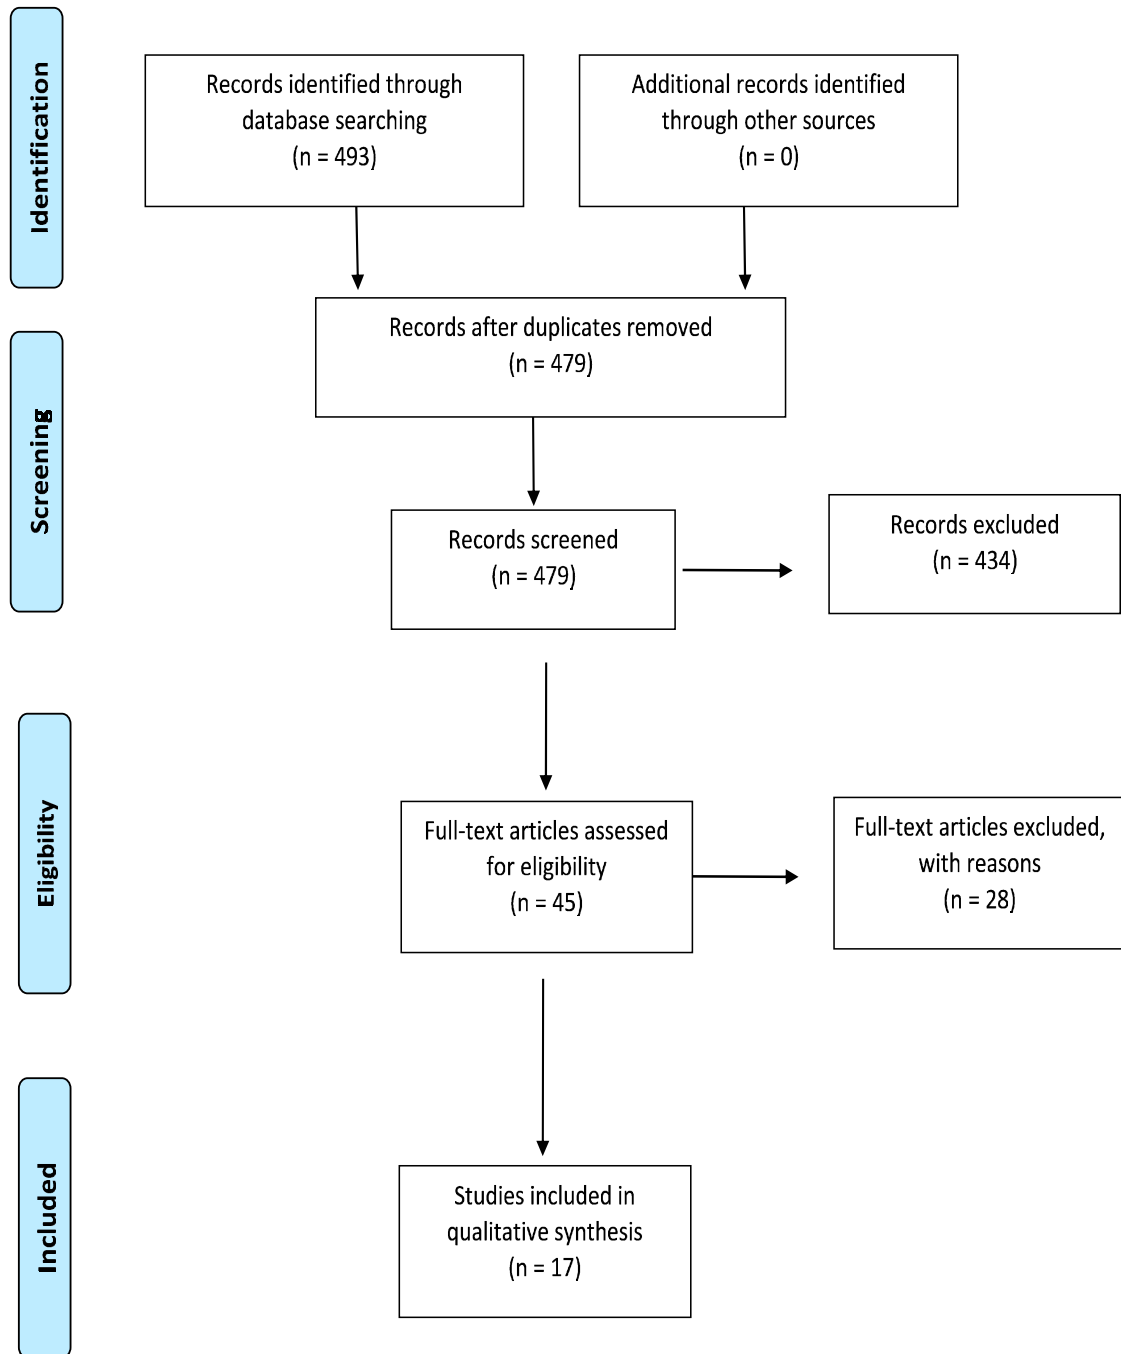 Identification
Records identified through
database searching
(n = 493)
Additional records identified
through other sources
(n = 0)
Records after duplicates removed
(n = 479)
Screening
Records screened
(n = 479)
Records excluded
(n = 434)
Eligibility
Full-text articles assessed
for eligibility
(n = 45)
Full-text articles excluded,
with reasons
(n = 28)
Included
Studies included in
qualitative synthesis
(n = 17)